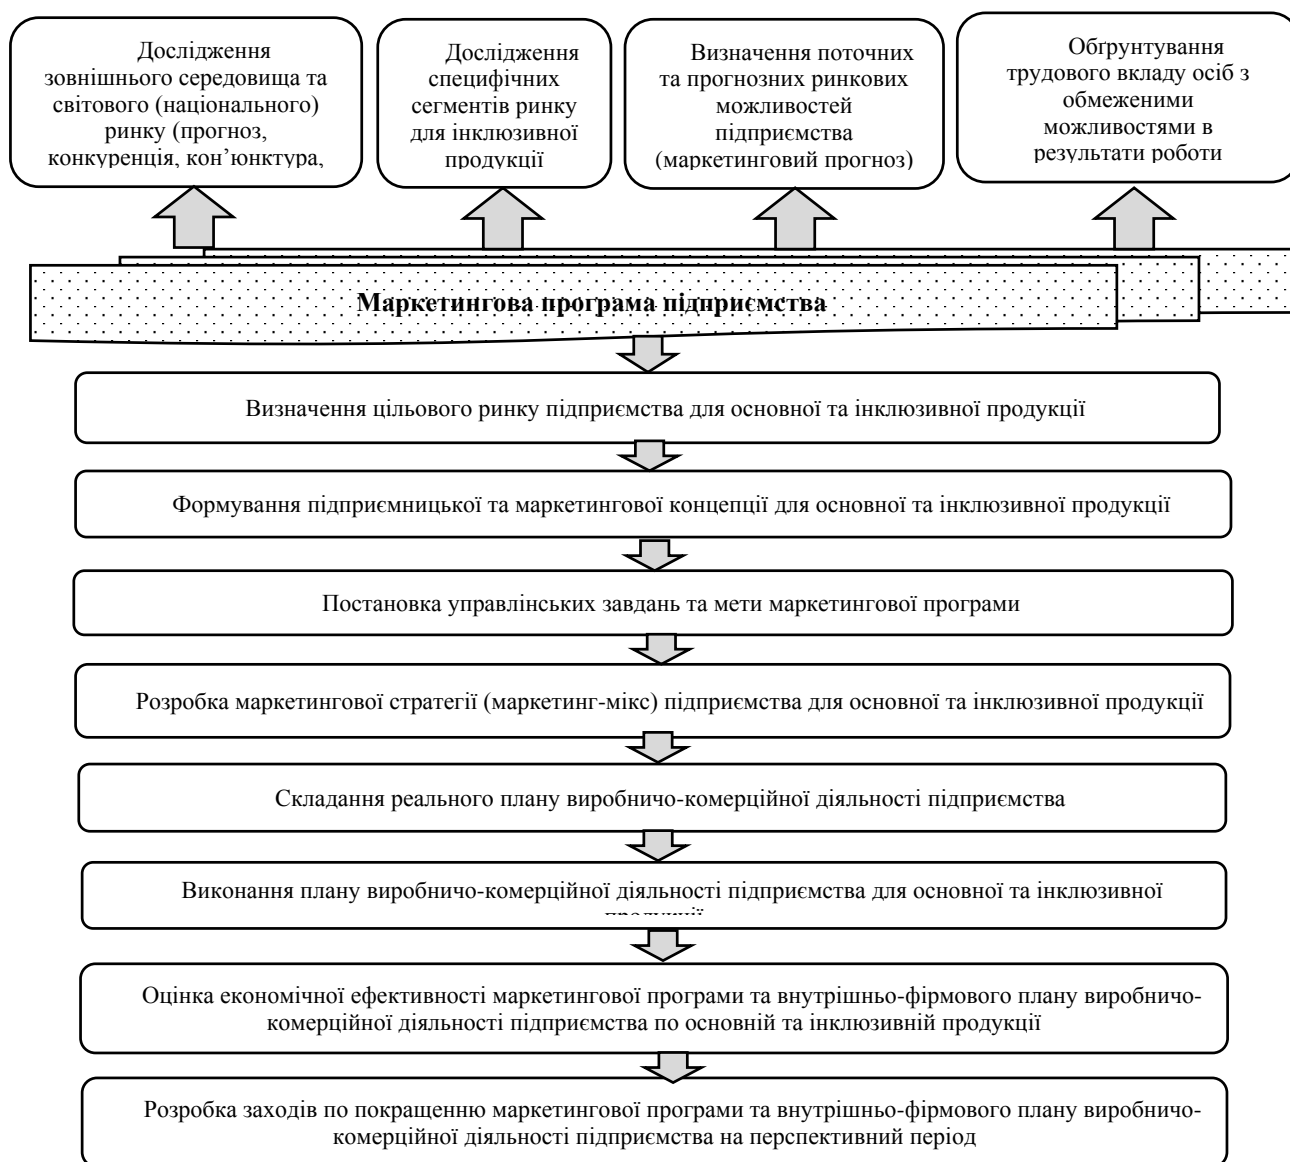 Дослідження
зовнішнього середовища та
світового (національного)
ринку (прогноз,
конкуренція, кон’юнктура,
Дослідження
специфічних
сегментів ринку
для інклюзивної
продукції
Визначення поточних
та прогнозних ринкових
можливостей
підприємства
(маркетинговий прогноз)
Обґрунтування
трудового вкладу осіб з
обмеженими
можливостями в
результати роботи
Маркетингова програма підприємства
Визначення цільового ринку підприємства для основної та інклюзивної продукції
Формування підприємницької та маркетингової концепції для основної та інклюзивної продукції
Постановка управлінських завдань та мети маркетингової програми
Розробка маркетингової стратегії (маркетинг-мікс) підприємства для основної та інклюзивної продукції
Складання реального плану виробничо-комерційної діяльності підприємства
Виконання плану виробничо-комерційної діяльності підприємства для основної та інклюзивної
продукції
Оцінка економічної ефективності маркетингової програми та внутрішньо-фірмового плану виробничо-
комерційної діяльності підприємства по основній та інклюзивній продукції
Розробка заходів по покращенню маркетингової програми та внутрішньо-фірмового плану виробничо-
комерційної діяльності підприємства на перспективний період